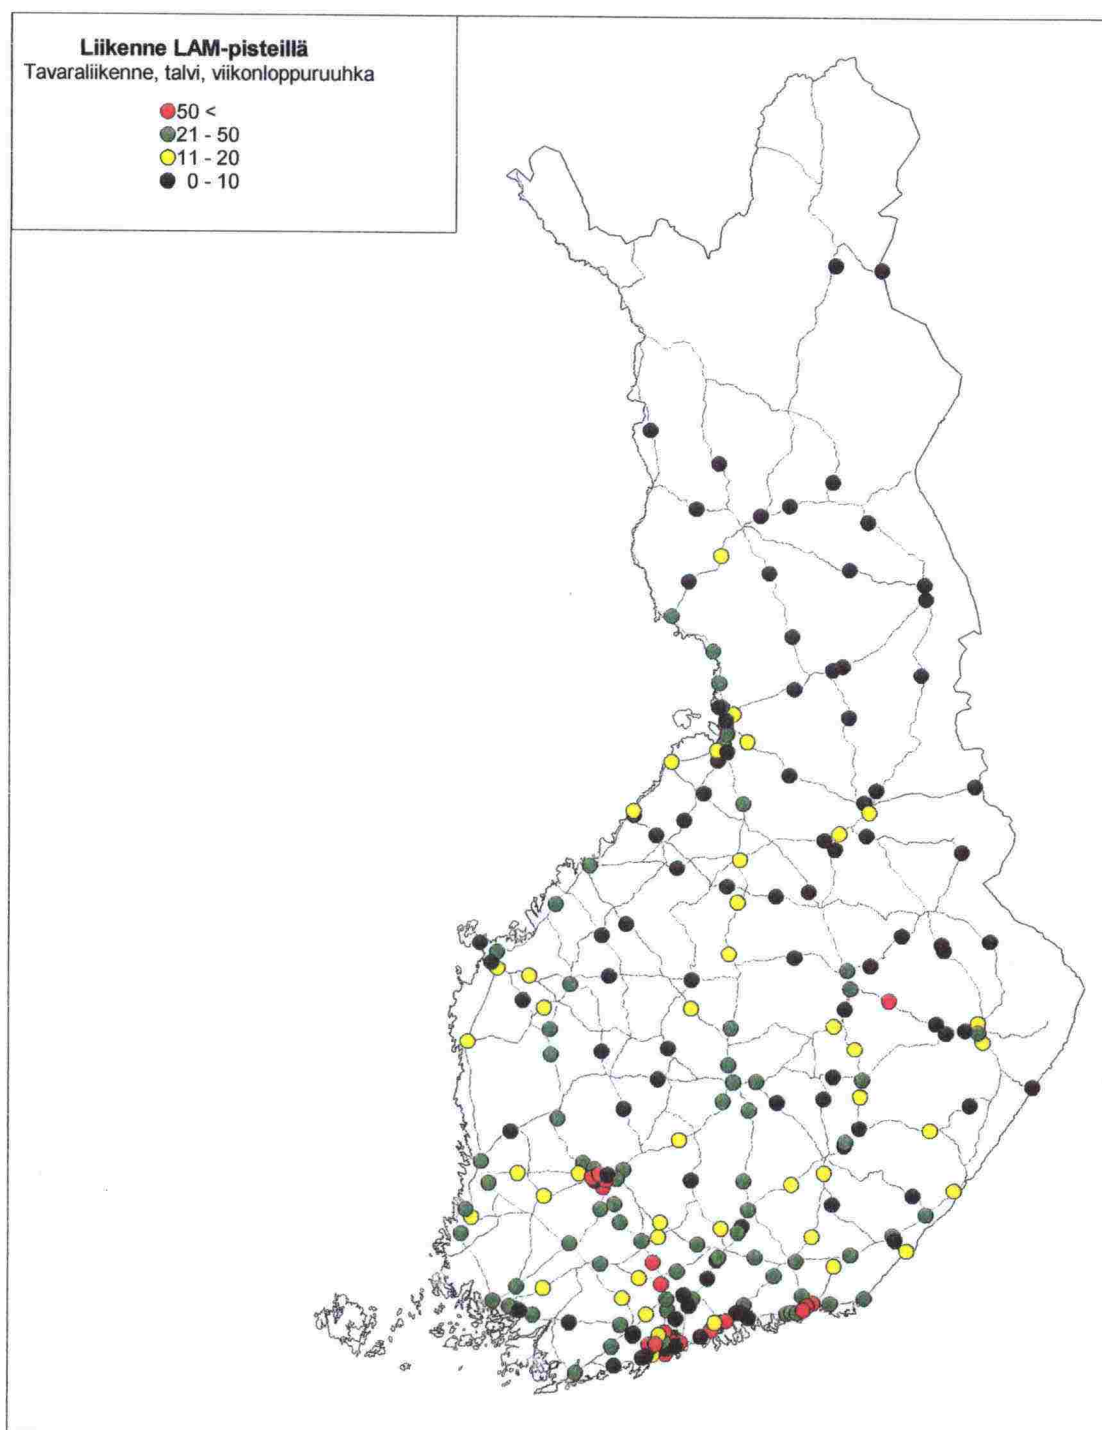 Liikenne LAM-pisteillä
Tavaraliikenne, talvi, viikonloppuruuhka
50 <
21 - 50
11 - 20
0 - 10